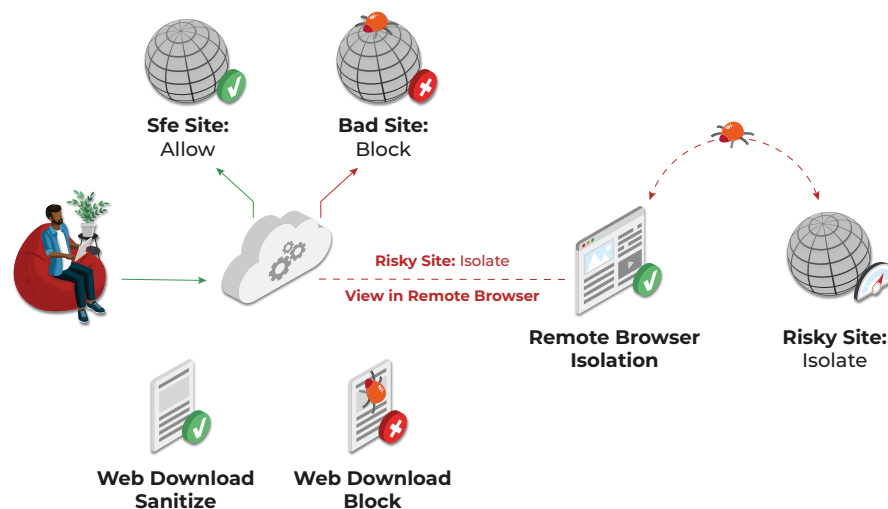 Sfe Site:
Allow
Bad Site:
Block
Risky Site: Isolate
View in Remote Browser
Remote Browser
Isolation
Risky Site:
Isolate
Web Download
Sanitize
Web Download
Block